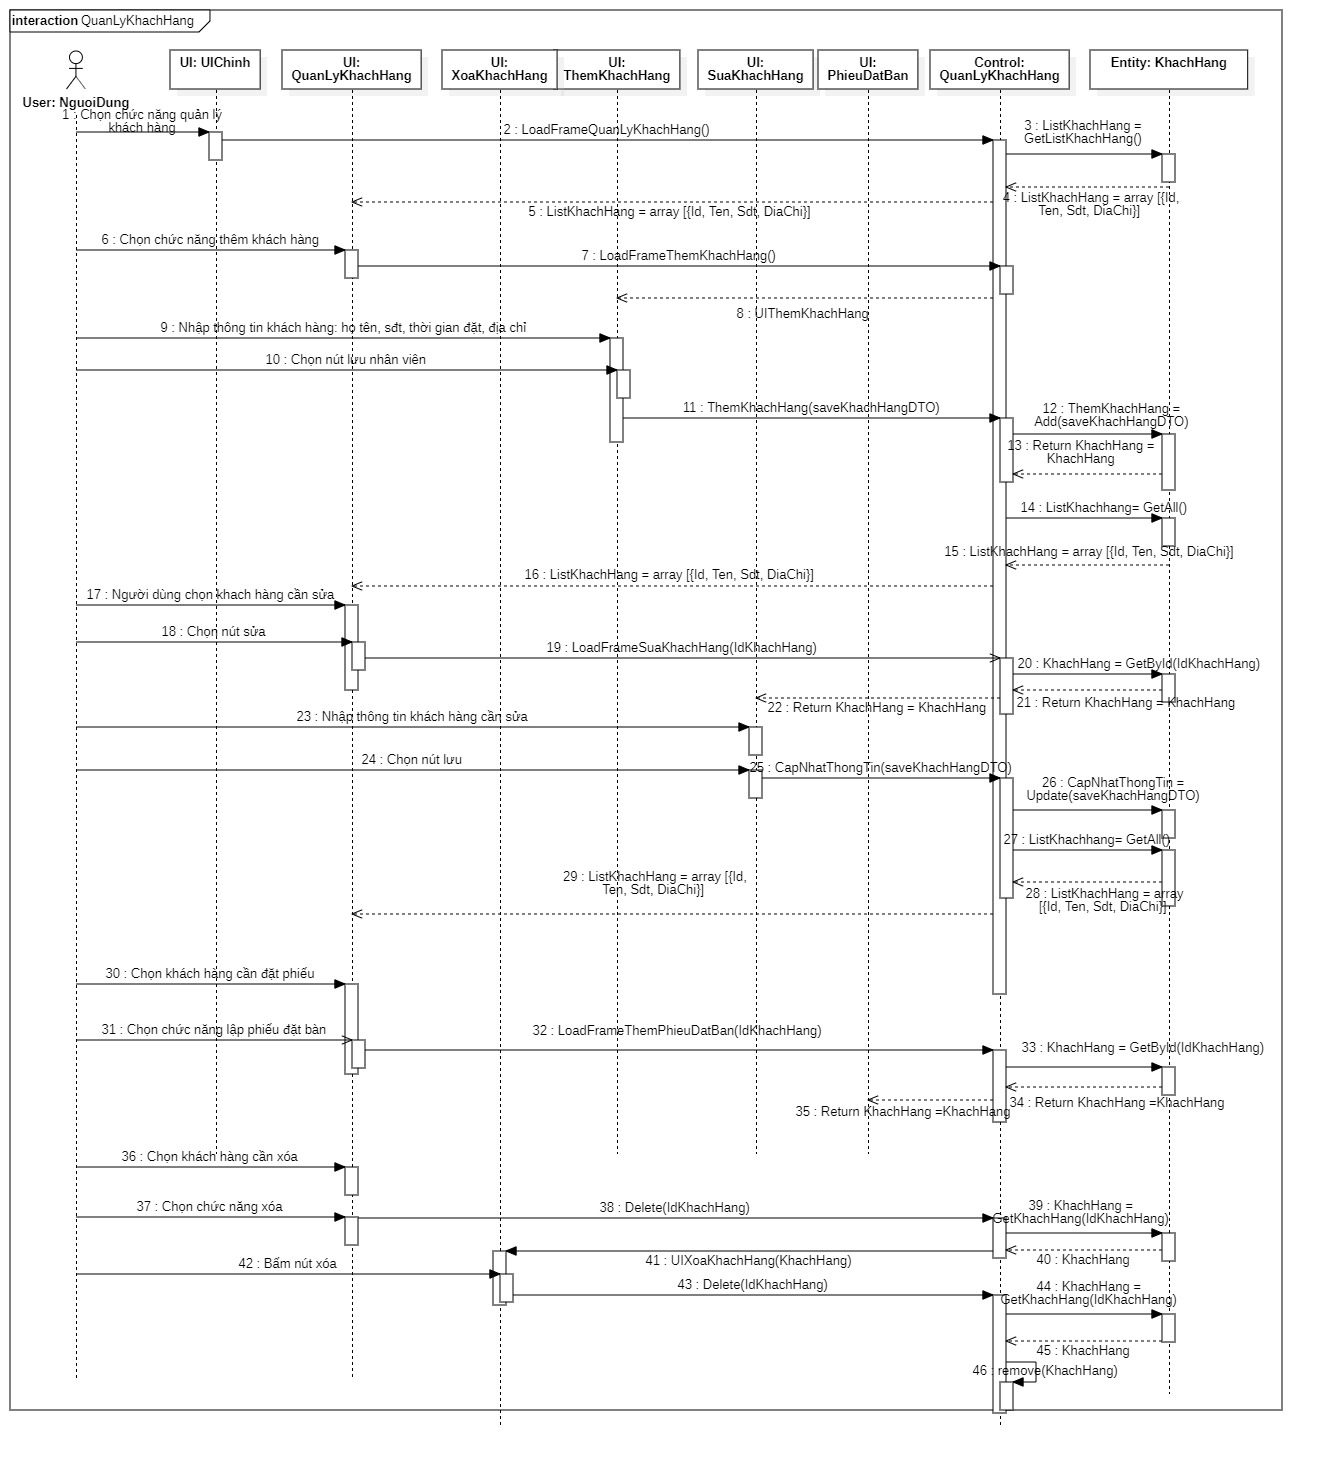 interaction QuanLyKhachHang
User: NguoiDung
UI: UIChinh
UI:
QuanLyKhachHang
UI:
XoaKhachHang
UI:
ThemKhachHang
UI:
SuaKhachHang
UI:
PhieuDatBan
Control:
QuanLyKhachHang
Entity: KhachHang
1 : Chọn chức năng quản lý
khách hàng
2 : LoadFrameQuanLyKhachHang()
3 : ListKhachHang =
GetListKhachHang()
4 : ListKhachHang = array [{Id,
Ten, Sdt, DiaChi}]
5 : ListKhachHang = array [{Id, Ten, Sdt, DiaChi}]
6 : Chọn chức năng thêm khách hàng
7 : LoadFrameThemKhachHang()
8 : UIThemKhachHang
9 : Nhập thông tin khách hàng: họ tên, sđt, thời gian đặt, địa chỉ
10 : Chọn nút lưu nhân viên
11 : ThemKhachHang(saveKhachHangDTO)
12 : ThemKhachHang =
Add(saveKhachHangDTO)
13 : Return KhachHang =
KhachHang
14 : ListKhachhang= GetAll()
15 : ListKhachHang = array [{Id, Ten, Sdt, DiaChi}]
16 : ListKhachHang = array [{Id, Ten, Sdt, DiaChi}]
17 : Người dùng chọn khach hàng cần sửa
18 : Chọn nút sửa
19 : LoadFrameSuaKhachHang(IdKhachHang)
20 : KhachHang = GetById(IdKhachHang)
21 : Return KhachHang = KhachHang
22 : Return KhachHang = KhachHang
23 : Nhập thông tin khách hàng cần sửa
24 : Chọn nút lưu
25 : CapNhatThongTin(saveKhachHangDTO)
26 : CapNhatThongTin =
Update(saveKhachHangDTO)
27 : ListKhachhang= GetAll()
28 : ListKhachHang = array
[{Id, Ten, Sdt, DiaChi}]
29 : ListKhachHang = array [{Id,
Ten, Sdt, DiaChi}]
30 : Chọn khách hàng cần đặt phiếu
31 : Chọn chức năng lập phiếu đặt bàn
32 : LoadFrameThemPhieuDatBan(IdKhachHang)
33 : KhachHang = GetById(IdKhachHang)
34 : Return KhachHang =KhachHang
35 : Return KhachHang =KhachHang
36 : Chọn khách hàng cần xóa
37 : Chọn chức năng xóa
38 : Delete(IdKhachHang)
39 : KhachHang =
GetKhachHang(IdKhachHang)
40 : KhachHang
41 : UIXoaKhachHang(KhachHang)
42 : Bấm nút xóa
43 : Delete(IdKhachHang)
44 : KhachHang =
GetKhachHang(IdKhachHang)
45 : KhachHang
46 : remove(KhachHang)